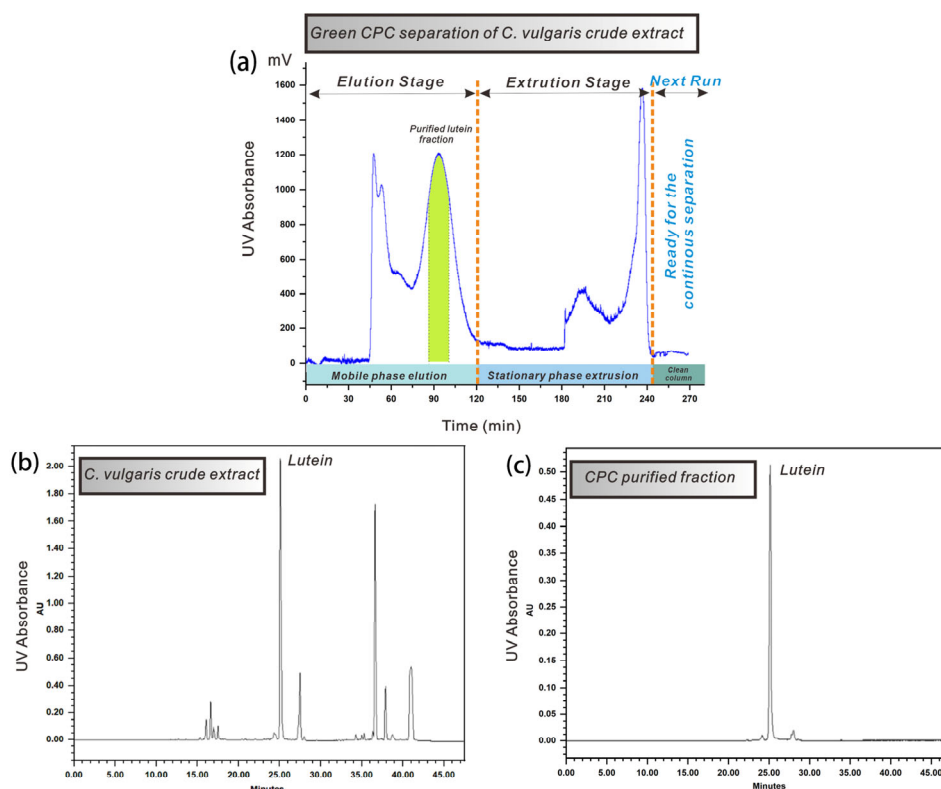 Green CPC separation of C. vulgaris crude extract
(a)
mV
Elution Stage
Extrution Stage
Next Run
Purified lutein
fraction
Ready for the
continous separation
UV Absorbance
1600
1400
1200
1000
800
600
400
200
0
Mobile phase elution
Stationary phase extrusion
Clean
column
0 30 60 90 120 150 180 210 240 270
Time (min)
(b)
C. vulgaris crude extract
Lutein
UV Absorbance
AU
2.00
1.80
1.60
1.40
1.20
1.00
0.80
0.60
0.40
0.20
0.00
0.00 5.00 10.00 15.00 20.00 25.00 30.00 35.00 40.00 45.00
Minutes
(c)
CPC purified fraction
Lutein
UV Absorbance
AU
0.50
0.45
0.40
0.35
0.30
0.25
0.20
0.15
0.10
0.05
0.00
0.00 5.00 10.00 15.00 20.00 25.00 30.00 35.00 40.00 45.00
Minutes